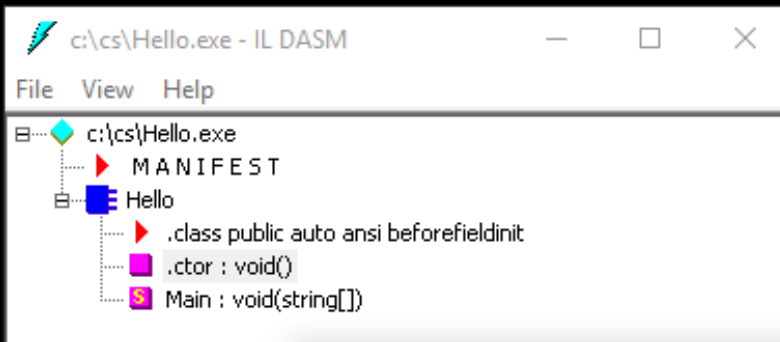 c:\cs\Hello.exe - IL DASM
File View Help
c:\cs\Hello.exe
M A N I F E S T
Hello
.class public auto ansi beforefieldinit
.ctor : void()
S Main : void(string[])